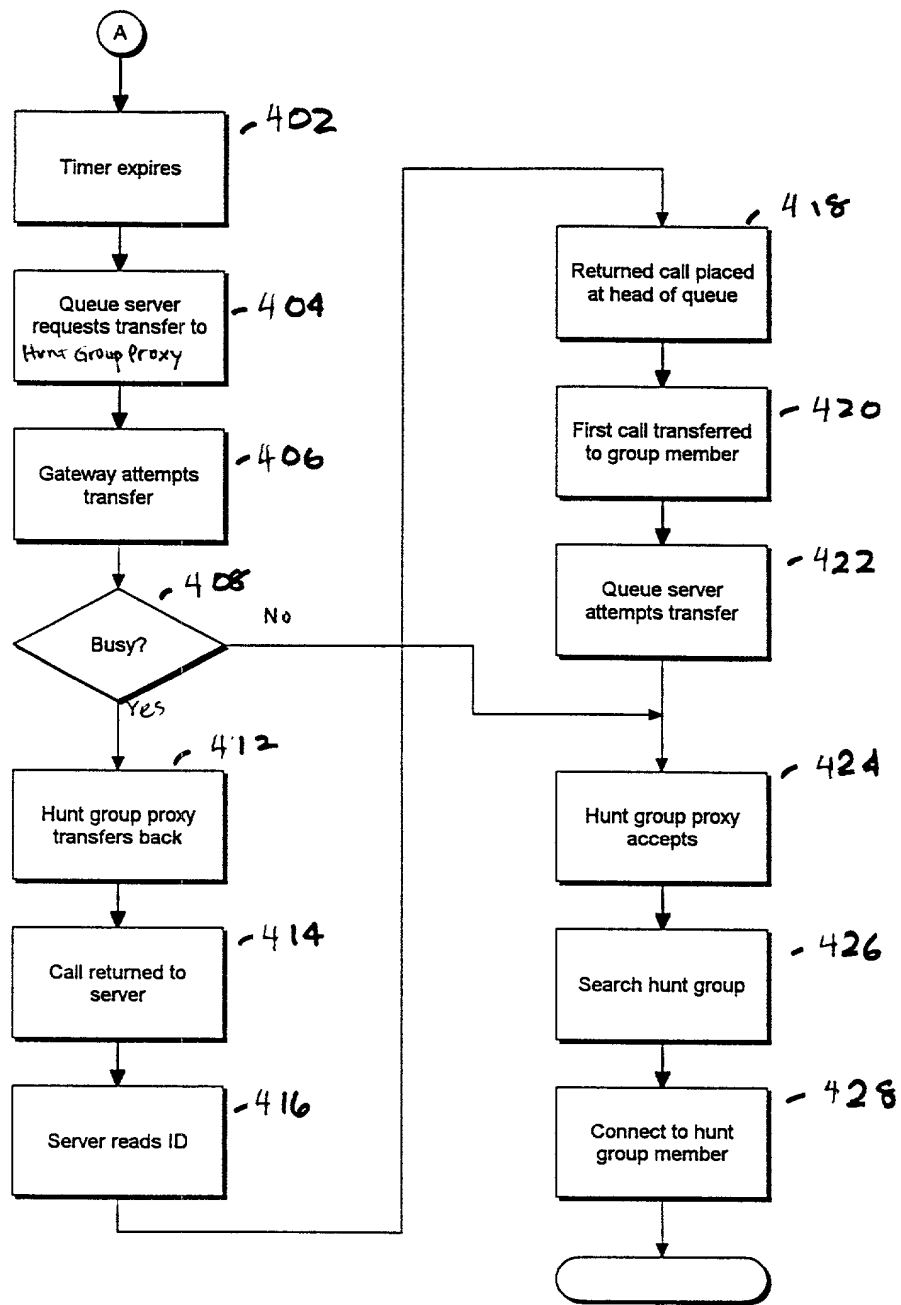 A
402
Timer expires
404
Queue server
requests transfer to
Hunt Group Proxy
406
Gateway attempts
transfer
408
Busy?
No
Yes
412
Hunt group proxy
transfers back
414
Call returned to
server
416
Server reads ID
418
Returned call placed
at head of queue
420
First call transferred
to group member
422
Queue server
attempts transfer
424
Hunt group proxy
accepts
426
Search hunt group
428
Connect to hunt
group member